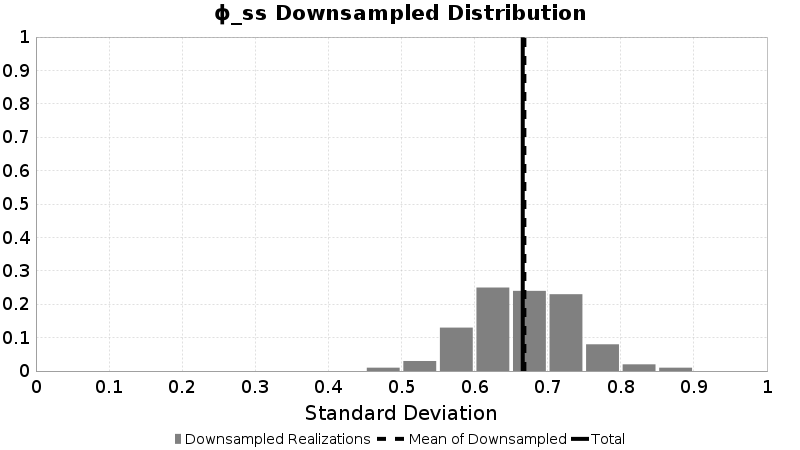 ϕ_ss Downsampled Distribution
1
0.9
0.8
0.7
0.6
0.5
0.4
0.3
0.2
0.1
0
0 0.1 0.2 0.3 0.4 0.5 0.6 0.7 0.8 0.9 1
Standard Deviation
Downsampled Realizations Mean of Downsampled Total